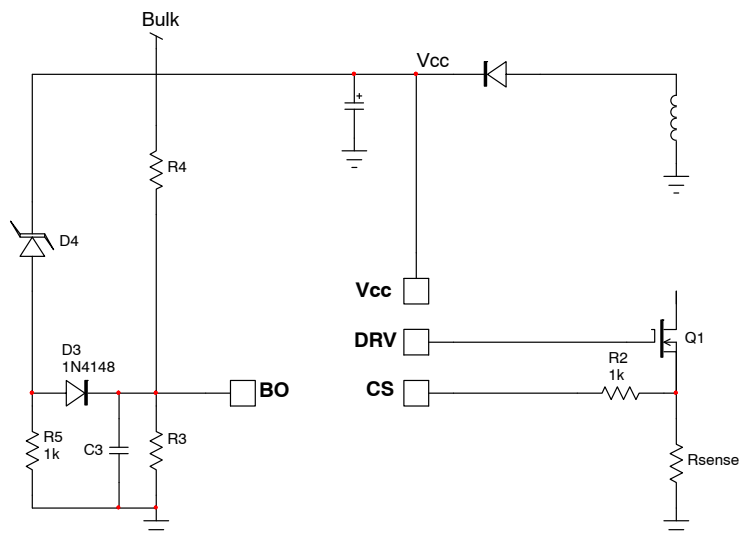 Bulk
Vcc
+
R4
D4
Vcc
DRV
Q1
D3
1N4148
R2
1k
BO
CS
R5
1k
C3
R3
Rsense